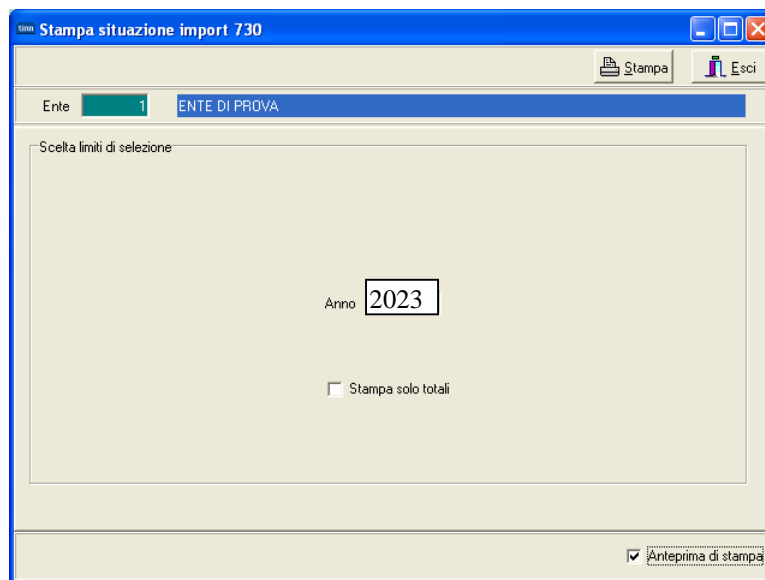 tinn Stampa situazione import 730
Stampa Esci
Ente 1 ENTE DI PROVA
Scelta limiti di selezione
Anno 2023
Stampa solo totali
Anteprima di stampa